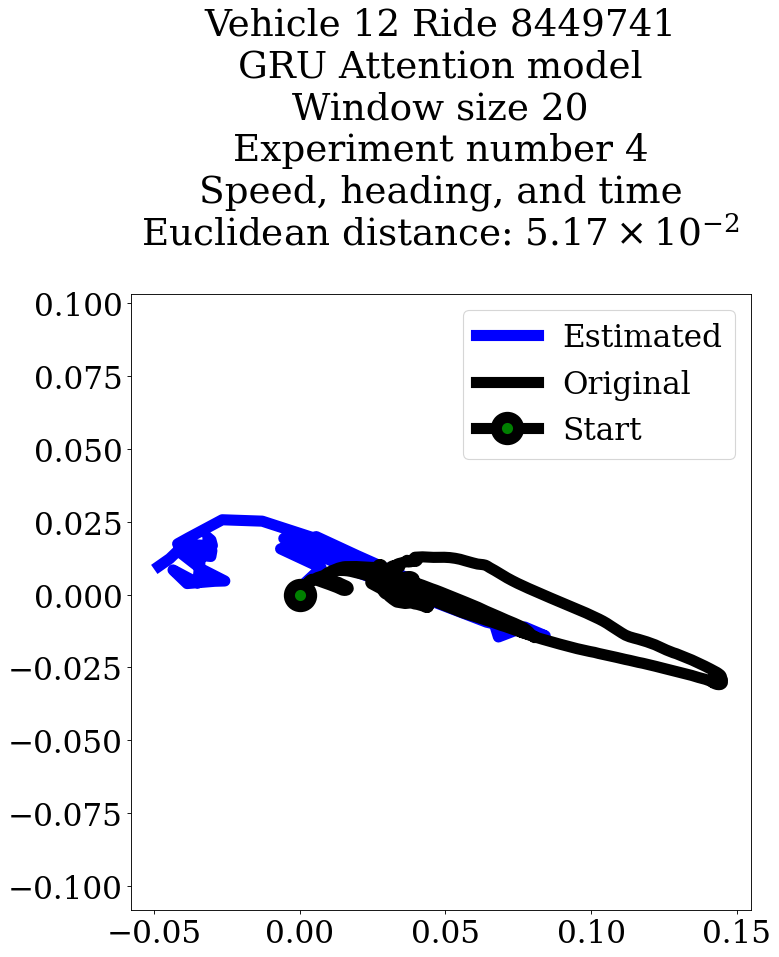 Vehicle 12 Ride 8449741
GRU Attention model
Window size 20
Experiment number 4
Speed, heading, and time
Euclidean distance: 5.17 × 10⁻²
0.100
0.075
0.050
0.025
0.000
−0.025
−0.050
−0.075
−0.100
Estimated
Original
Start
−0.05 0.00 0.05 0.10 0.15